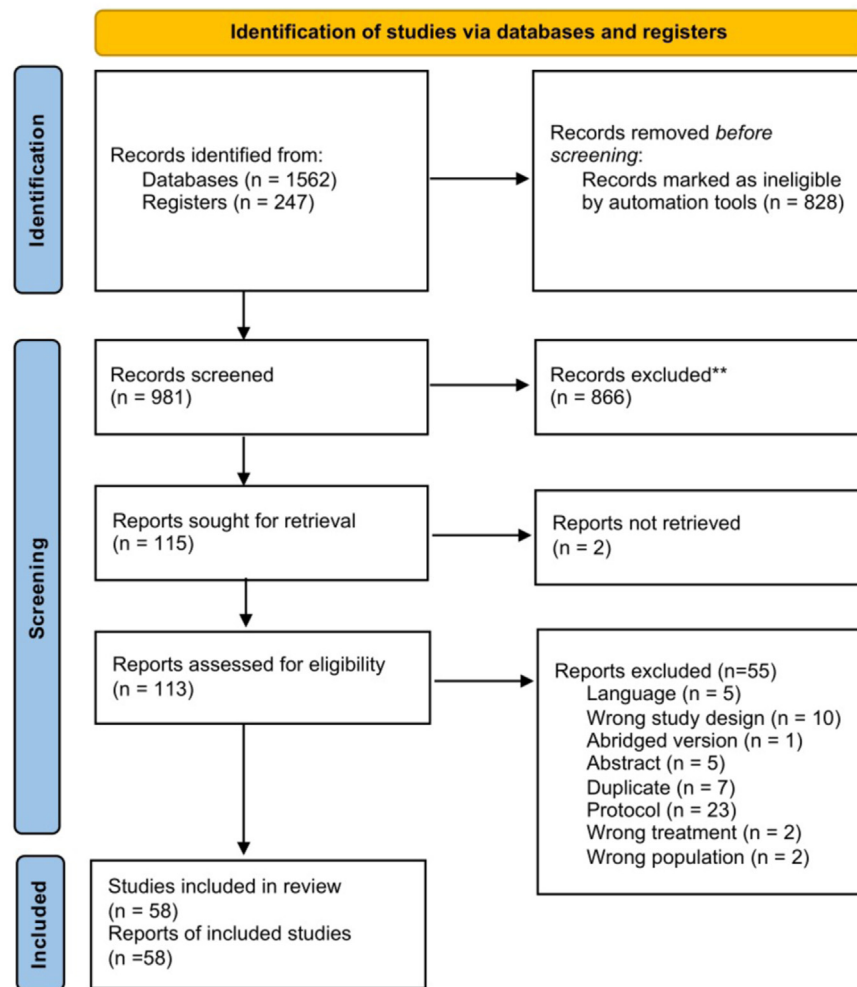 Identification of studies via databases and registers
Identification
Records identified from:
Databases (n = 1562)
Registers (n = 247)
Records removed before
screening:
Records marked as ineligible
by automation tools (n = 828)
Screening
Records screened
(n = 981)
Records excluded**
(n = 866)
Reports sought for retrieval
(n = 115)
Reports not retrieved
(n = 2)
Reports assessed for eligibility
(n = 113)
Reports excluded (n=55)
Language (n = 5)
Wrong study design (n = 10)
Abridged version (n = 1)
Abstract (n = 5)
Duplicate (n = 7)
Protocol (n = 23)
Wrong treatment (n = 2)
Wrong population (n = 2)
Included
Studies included in review
(n = 58)
Reports of included studies
(n =58)